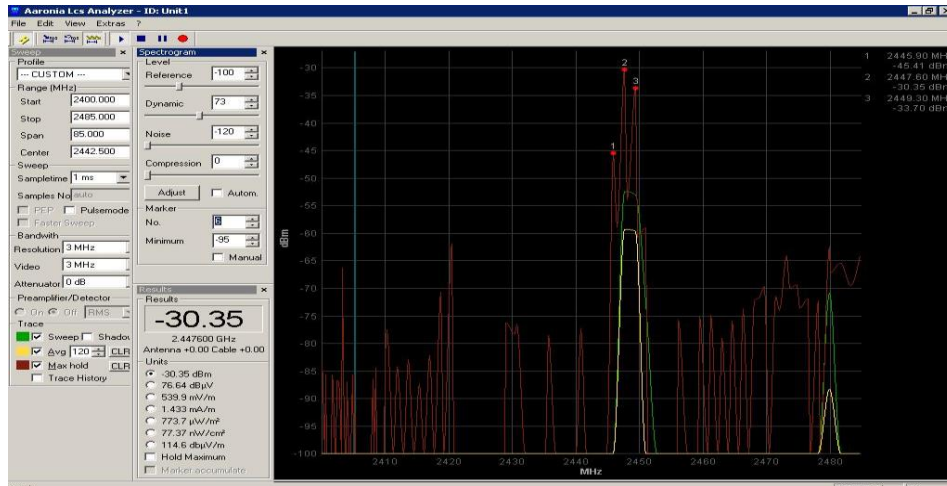 Aaronia Lcs Analyzer - ID: Unit1
File Edit View Extras ?
Sweep
Profile
--- CUSTOM ---
Range (MHz)
Start 2400.000
Stop 2485.000
Span 85.000
Center 2442.500
Sweep
Sampletime 1 ms
Samples No auto
PEP Pulsemode
Faster Sweep
Bandwith
Resolution 3 MHz
Video 3 MHz
Attenuator 0 dB
Preamplifier/Detector
On Off RMS
Trace
Sweep Shadow
Avg 120 CLR
Max hold CLR
Trace History
Spectrogram
Level
Reference -100
Dynamic 73
Noise -120
Compression 0
Adjust Autom.
Marker
No.
Minimum -95
Manual
Results
Results
-30.35
2.447600 GHz
Antenna +0.00 Cable +0.00
Units
-30.35 dBm
76.64 dBµV
539.9 mV/m
1.433 mA/m
773.7 µW/m²
77.37 nW/cm²
114.6 dbµV/m
Hold Maximum
Marker accumulate
dBm
-30
-35
-40
-45
-50
-55
-60
-65
-70
-75
-80
-85
-90
-95
-100
1
2
3
2410 2420 2430 2440 2450 2460 2470 2480
MHz
1 2445.90 MH
-45.41 dBr
2 2447.60 MH
-30.35 dBr
3 2449.30 MH
-33.70 dBr